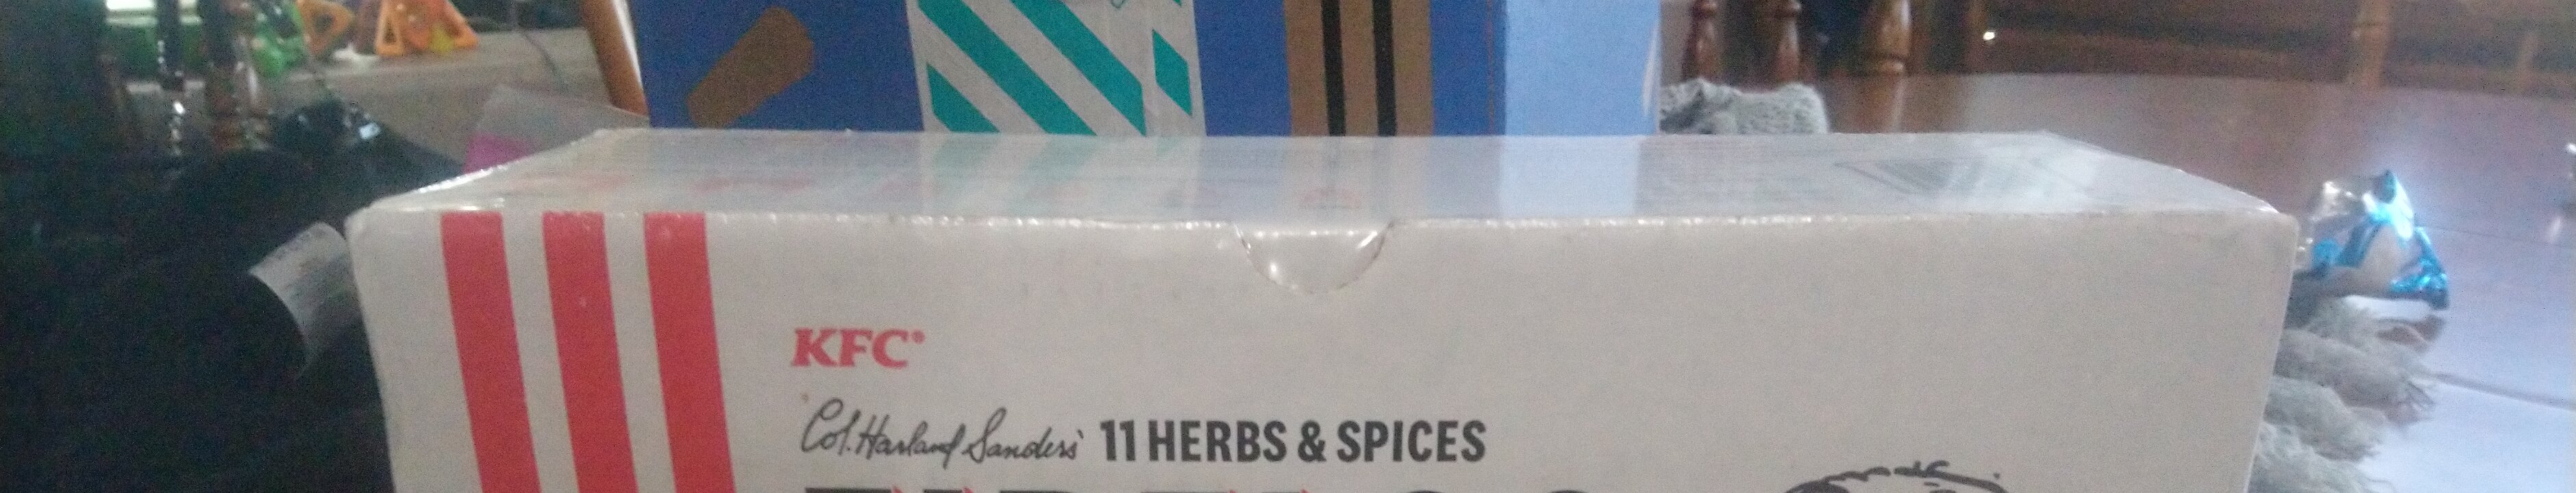 KFC®
Col. Harland Sanders' 11 HERBS & SPICES